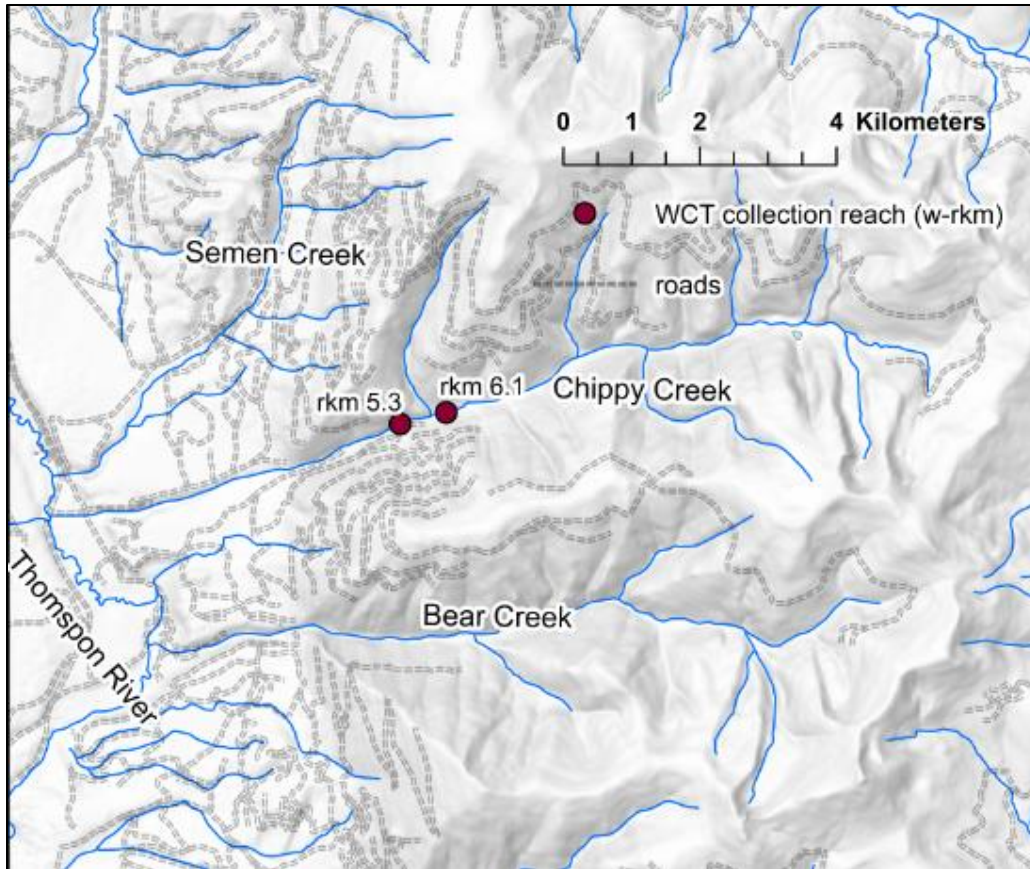 0 1 2 4 Kilometers
WCT collection reach (w-rkm)
Semen Creek
roads
rkm 5.3
rkm 6.1
Chippy Creek
Thomspon River
Bear Creek